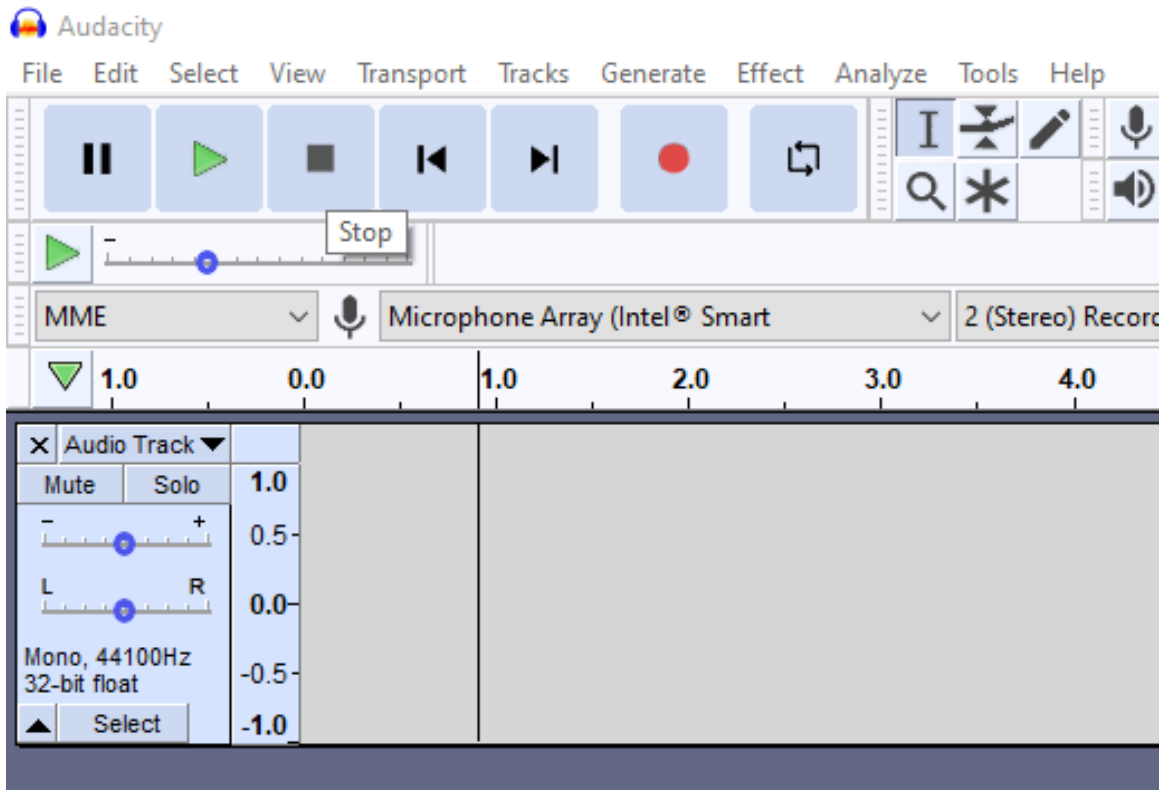 Audacity
File Edit Select View Transport Tracks Generate Effect Analyze Tools Help
Stop
-
MME Microphone Array (Intel® Smart 2 (Stereo) Record
1.0 0.0 1.0 2.0 3.0 4.0
X Audio Track
Mute Solo 1.0
- + 0.5
L R 0.0
Mono, 44100Hz
32-bit float -0.5
Select -1.0